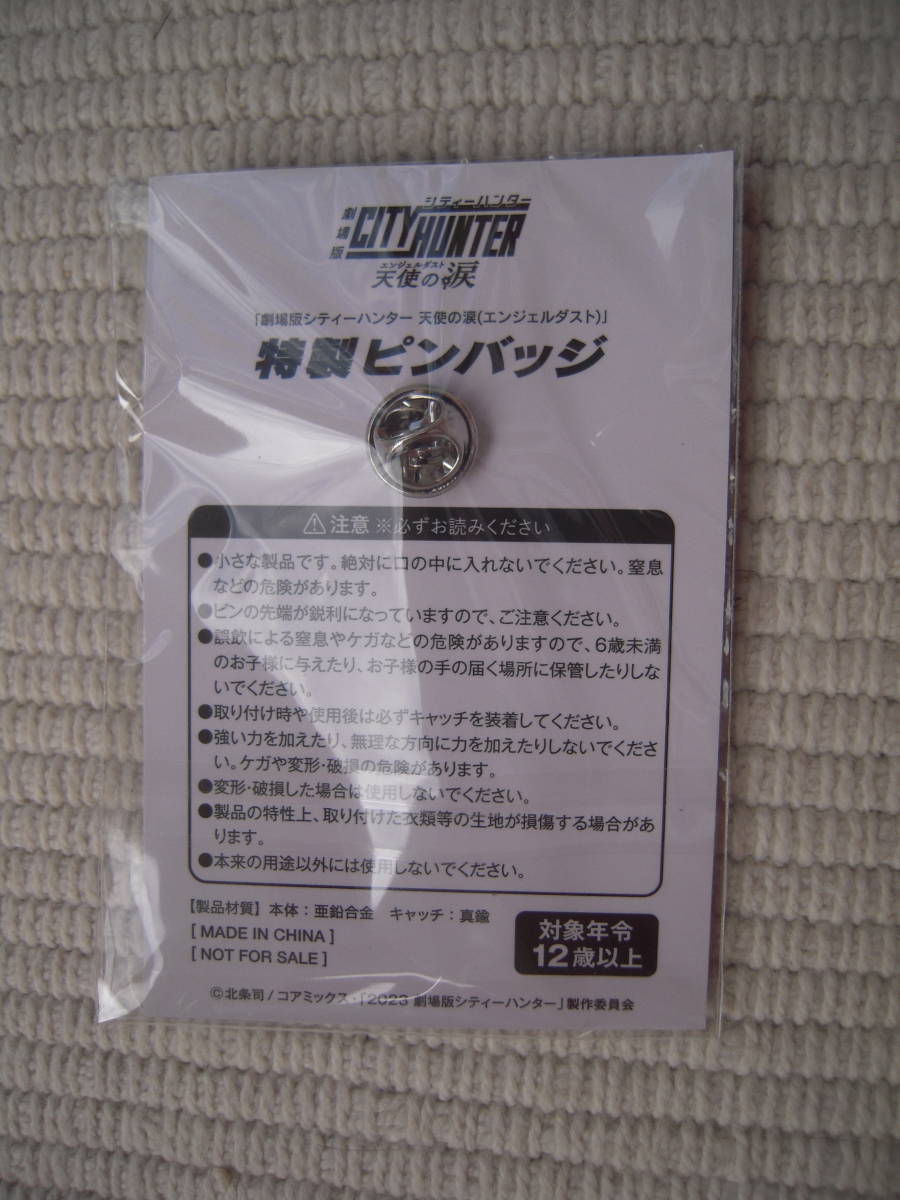 シティーハンター
劇場版
CITY HUNTER
エンジェルダスト
天使の涙
「劇場版シティーハンター 天使の涙(エンジェルダスト)」
特製ピンバッジ
⚠注意 ※必ずお読みください
●小さな製品です。絶対に口の中に入れないでください。窒息
などの危険があります。
●ピンの先端が鋭利になっていますので、ご注意ください。
●誤飲による窒息やケガなどの危険がありますので、6歳未満
のお子様に与えたり、お子様の手の届く場所に保管したりしな
いでください。
●取り付け時や使用後は必ずキャッチを装着してください。
●強い力を加えたり、無理な方向に力を加えたりしないでくださ
い。ケガや変形・破損の危険があります。
●変形・破損した場合は使用しないでください。
●製品の特性上、取り付けた衣類等の生地が損傷する場合があ
ります。
●本来の用途以外には使用しないでください。
【製品材質】本体：亜鉛合金 キャッチ：真鍮
[ MADE IN CHINA ]
[ NOT FOR SALE ]
対象年令
12歳以上
©北条司/コアミックス・「2023 劇場版シティーハンター」製作委員会